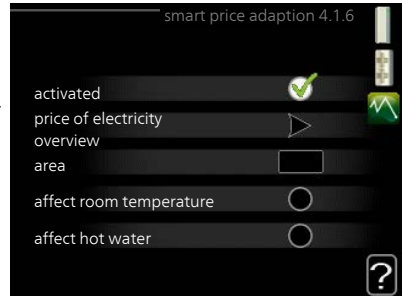 smart price adaption 4.1.6
activated
price of electricity
overview
area
affect room temperature
affect hot water
?